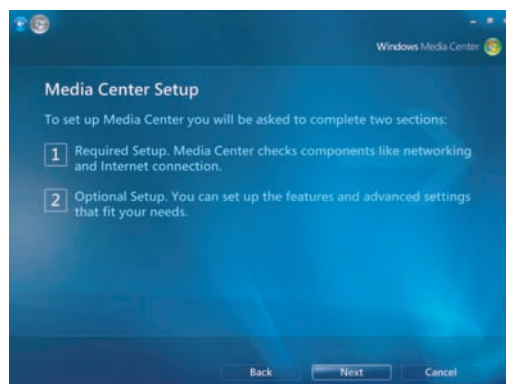 Windows Media Center
Media Center Setup
To set up Media Center you will be asked to complete two sections:
1 Required Setup. Media Center checks components like networking
and Internet connection.
2 Optional Setup. You can set up the features and advanced settings
that fit your needs.
Back Next Cancel